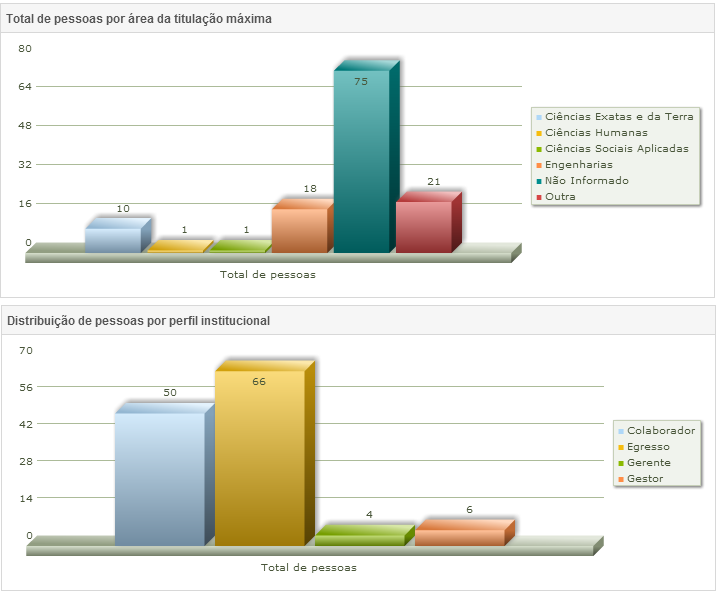 Total de pessoas por área da titulação máxima
80
64
48
32
16
0
10
1
1
18
75
21
Total de pessoas
Ciências Exatas e da Terra
Ciências Humanas
Ciências Sociais Aplicadas
Engenharias
Não Informado
Outra
Distribuição de pessoas por perfil institucional
70
56
42
28
14
0
50
66
4
6
Total de pessoas
Colaborador
Egresso
Gerente
Gestor